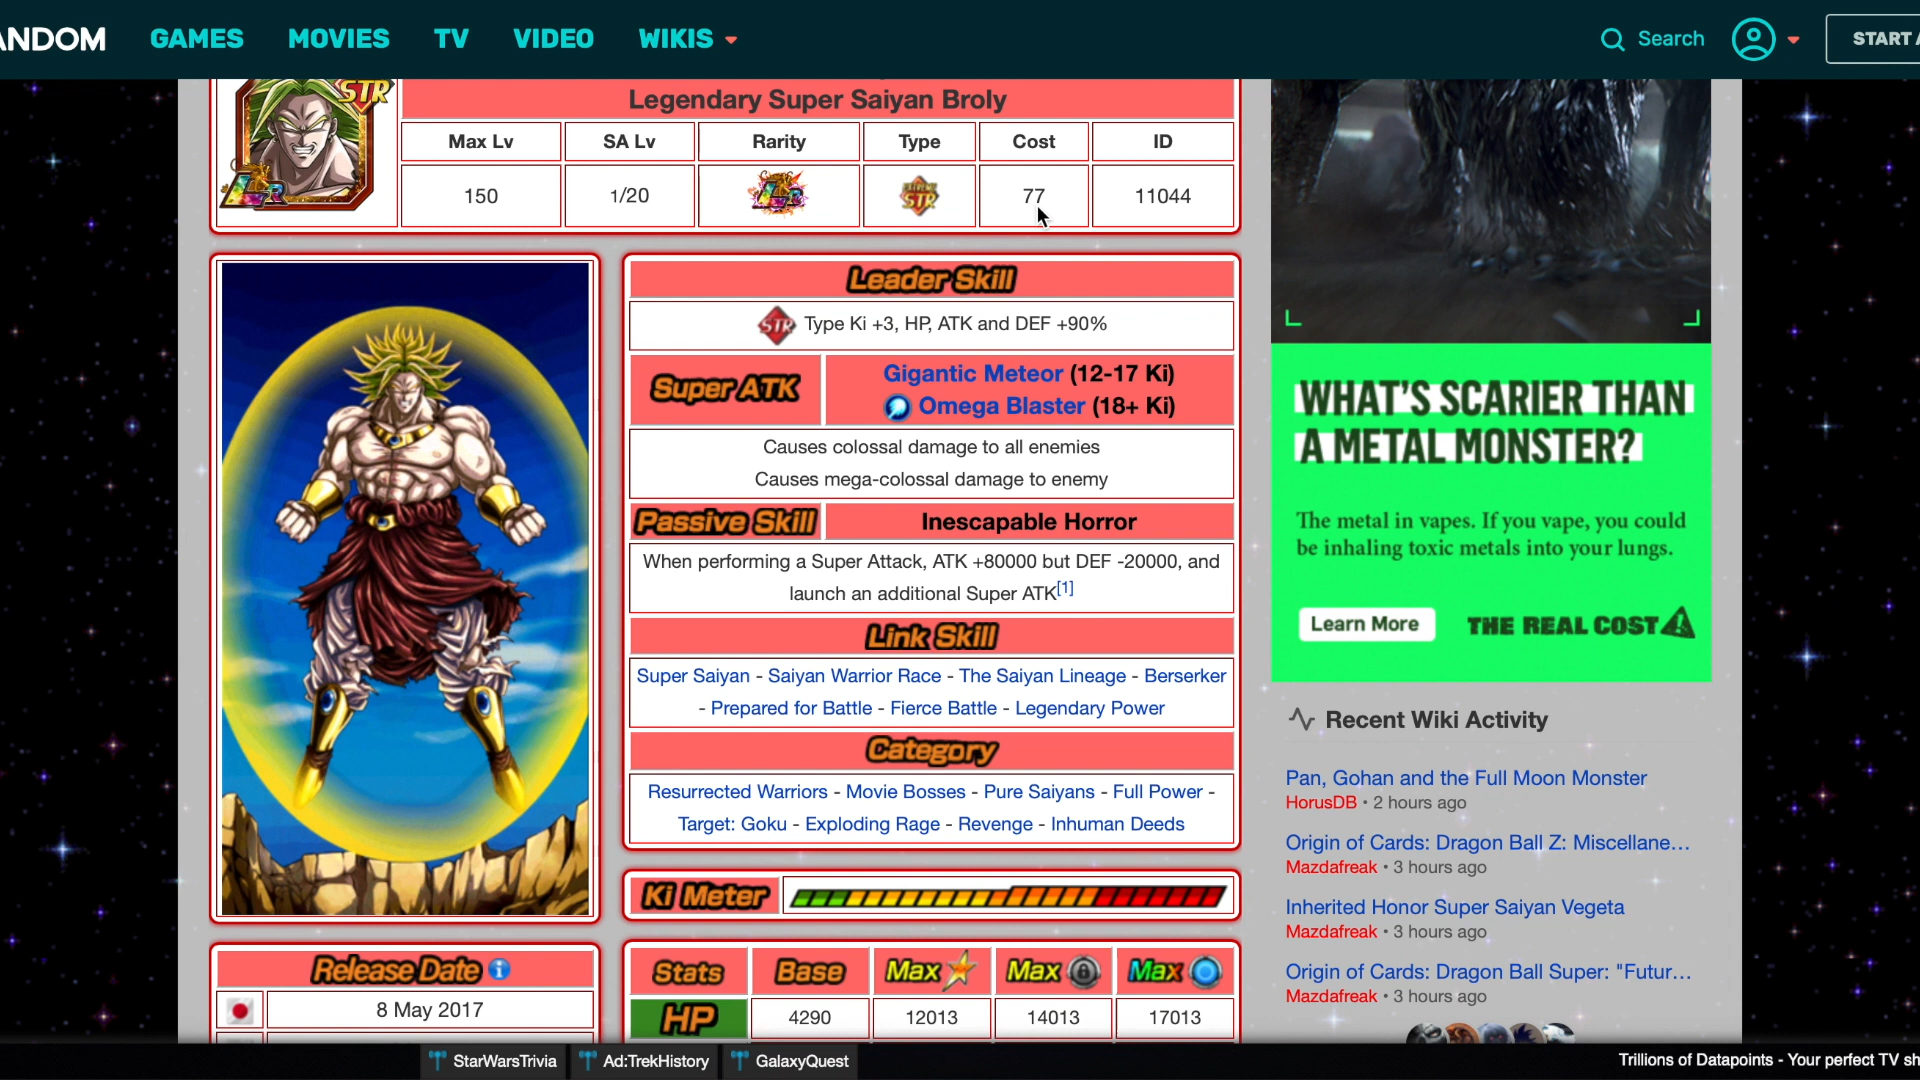 ANDOM
GAMES
MOVIES
TV
VIDEO
WIKIS
Search
START A
STR
LR
Legendary Super Saiyan Broly
Max Lv
SA Lv
Rarity
Type
Cost
ID
150
1/20
LR
EXTREME
STR
77
11044
Leader Skill
STR Type Ki +3, HP, ATK and DEF +90%
Super ATK
Gigantic Meteor (12-17 Ki)
Omega Blaster (18+ Ki)
Causes colossal damage to all enemies
Causes mega-colossal damage to enemy
Passive Skill
Inescapable Horror
When performing a Super Attack, ATK +80000 but DEF -20000, and
launch an additional Super ATK[1]
Link Skill
Super Saiyan - Saiyan Warrior Race - The Saiyan Lineage - Berserker
- Prepared for Battle - Fierce Battle - Legendary Power
Category
Resurrected Warriors - Movie Bosses - Pure Saiyans - Full Power -
Target: Goku - Exploding Rage - Revenge - Inhuman Deeds
Ki Meter
Release Date
8 May 2017
Stats
Base
Max
Max
Max
HP
4290
12013
14013
17013
WHAT'S SCARIER THAN
A METAL MONSTER?
The metal in vapes. If you vape, you could
be inhaling toxic metals into your lungs.
Learn More
THE REAL COST
Recent Wiki Activity
Pan, Gohan and the Full Moon Monster
HorusDB • 2 hours ago
Origin of Cards: Dragon Ball Z: Miscellane...
Mazdafreak • 3 hours ago
Inherited Honor Super Saiyan Vegeta
Mazdafreak • 3 hours ago
Origin of Cards: Dragon Ball Super: "Futur...
Mazdafreak • 3 hours ago
StarWarsTrivia
Ad:TrekHistory
GalaxyQuest
Trillions of Datapoints - Your perfect TV sh